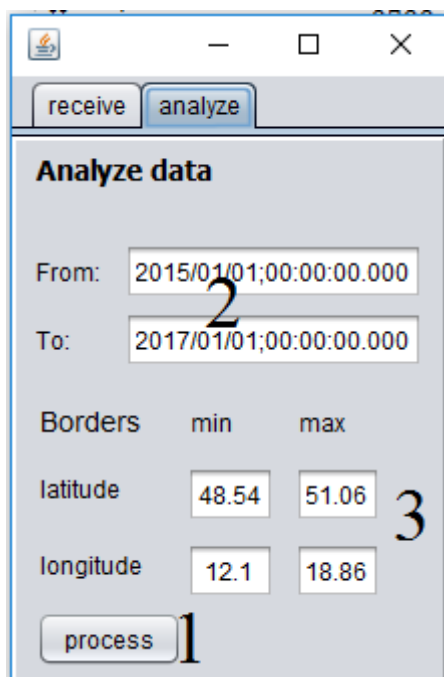 receive analyze
Analyze data
From: 2015/01/01;00:00:00.000
2
To: 2017/01/01;00:00:00.000
Borders min max
latitude 48.54 51.06
3
longitude 12.1 18.86
process 1